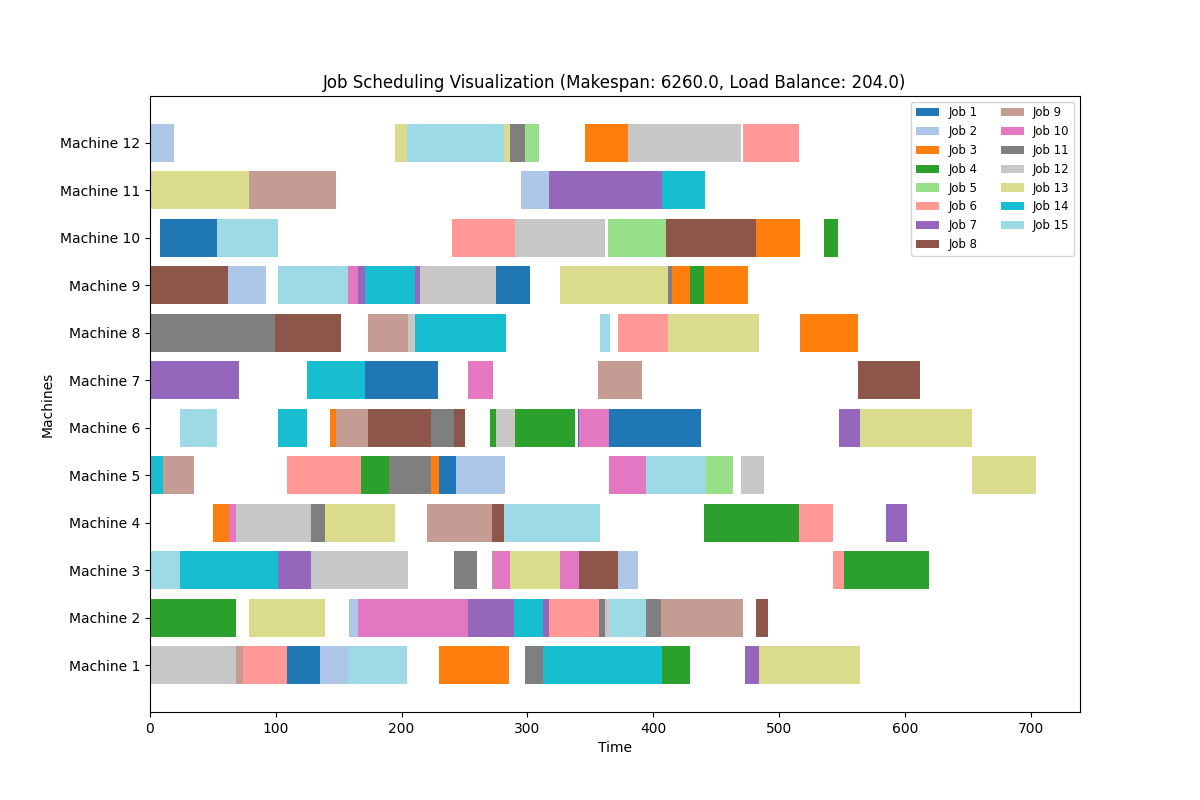 Job Scheduling Visualization (Makespan: 6260.0, Load Balance: 204.0)
Job 1
Job 2
Job 3
Job 4
Job 5
Job 6
Job 7
Job 8
Job 9
Job 10
Job 11
Job 12
Job 13
Job 14
Job 15
Machine 12
Machine 11
Machine 10
Machine 9
Machine 8
Machine 7
Machine 6
Machine 5
Machine 4
Machine 3
Machine 2
Machine 1
Machines
0 100 200 300 400 500 600 700
Time